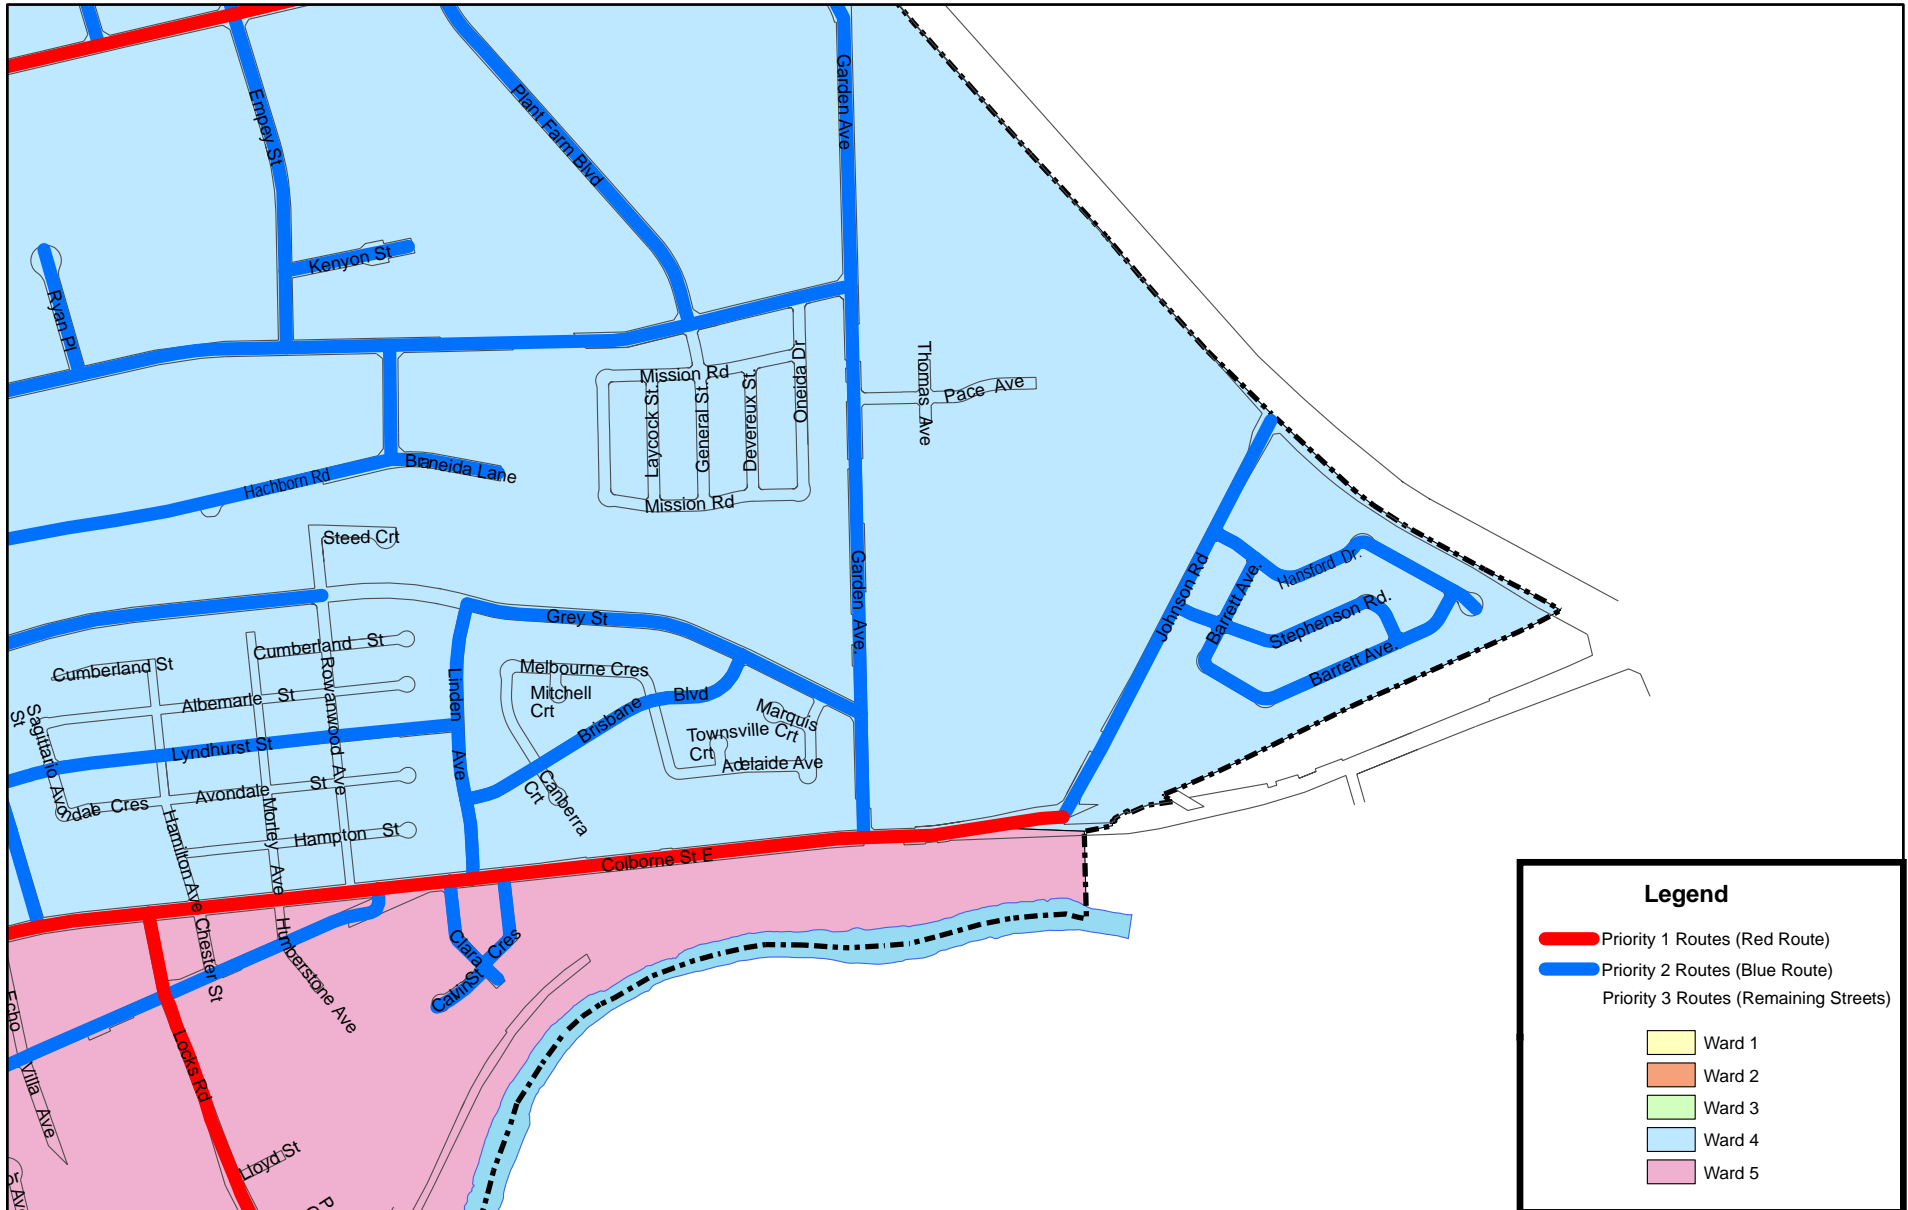 Garden Ave
Empey St
Plant Farm Blvd
Kenyon St
Ryan Pl
Mission Rd
Laycock St.
General St.
Devereux St.
Oneida Dr
Mission Rd
Thomas Ave
Pace Ave
Braneida Lane
Hachborn Rd
Steed Crt
Garden Ave.
Johnson Rd
Barrett Ave.
Hansford Dr.
Stephenson Rd.
Barrett Ave.
Grey St
Cumberland St
Cumberland St
Rowanwood Ave
Linden Ave
Melbourne Cres
Mitchell
Crt
Brisbane Blvd
Marquis
Crt
Townsville
Crt
Adelaide Ave
Canberra
Crt
Albemarle St
St
Sagittario Avo
Lyndhurst St
dale Cres
Avondale St
Morley Ave
Hamilton Ave
Hampton St
Colborne St E
Chester St
Humberstone Ave
Clara Cres
Calvin St
Echo Villa Ave
Locks Rd
Lloyd St
Legend
Priority 1 Routes (Red Route)
Priority 2 Routes (Blue Route)
Priority 3 Routes (Remaining Streets)
Ward 1
Ward 2
Ward 3
Ward 4
Ward 5